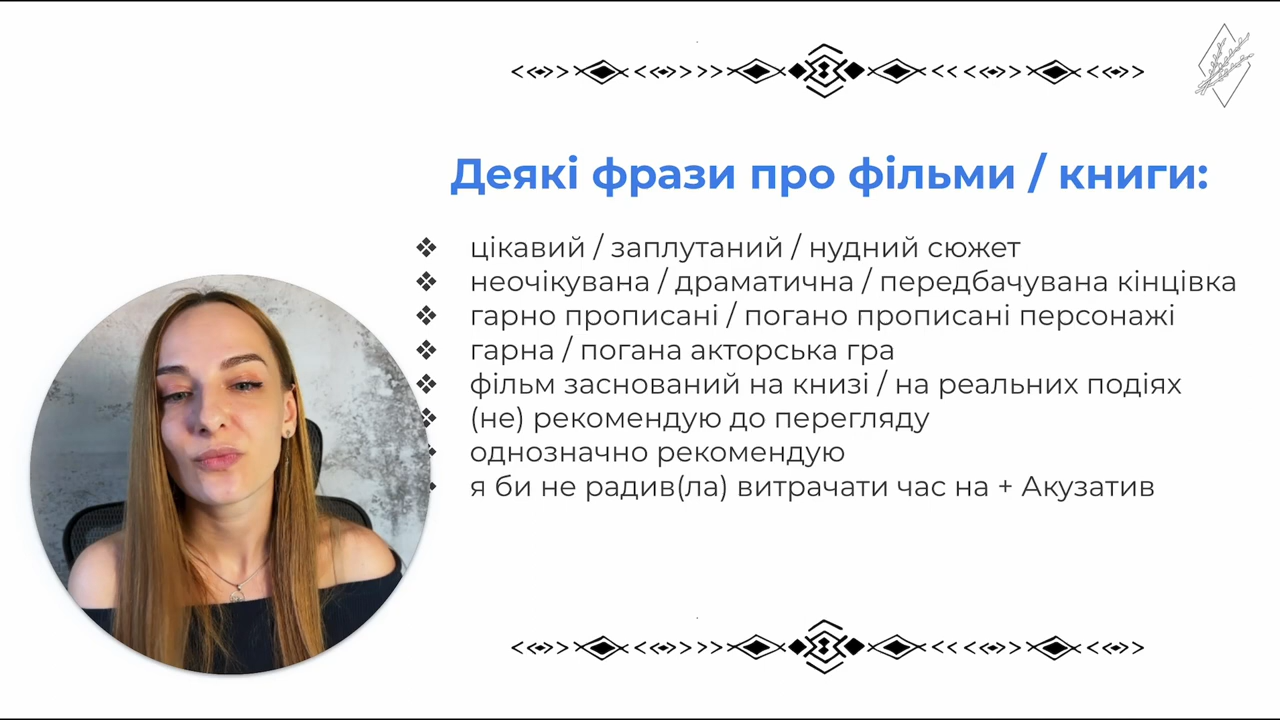 Деякі фрази про фільми / книги:
❖ цікавий / заплутаний / нудний сюжет
❖ неочікувана / драматична / передбачувана кінцівка
❖ гарно прописані / погано прописані персонажі
❖ гарна / погана акторська гра
❖ фільм заснований на книзі / на реальних подіях
❖ (не) рекомендую до перегляду
❖ однозначно рекомендую
❖ я би не радив(ла) витрачати час на + Акузатив